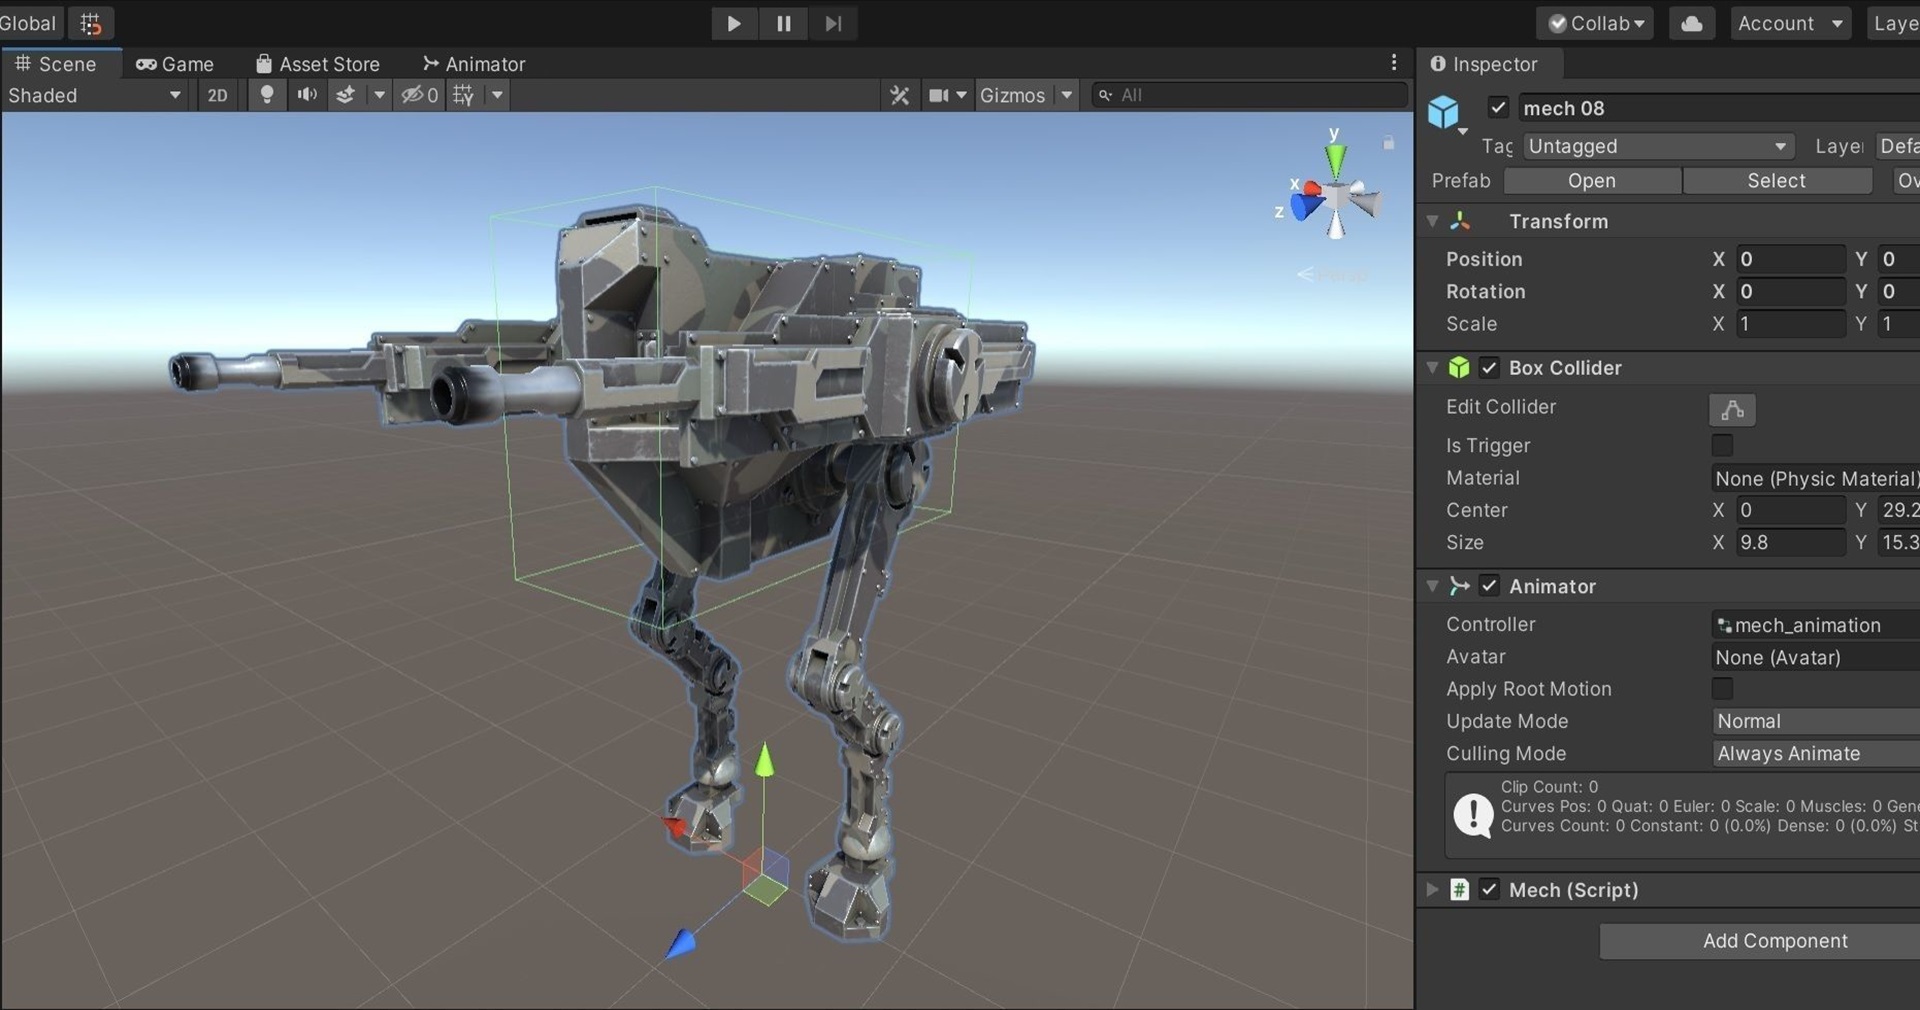 Global
Collab
Account
Laye
Scene
Game
Asset Store
Animator
Inspector
Shaded
2D
0
Gizmos
All
mech 08
Tag
Untagged
Layer
Defa
Prefab
Open
Select
Ov
y
x
z
Persp
Transform
Position X 0 Y 0
Rotation X 0 Y 0
Scale X 1 Y 1
Box Collider
Edit Collider
Is Trigger
Material None (Physic Material)
Center X 0 Y 29.2
Size X 9.8 Y 15.3
Animator
Controller mech_animation
Avatar None (Avatar)
Apply Root Motion
Update Mode Normal
Culling Mode Always Animate
Clip Count: 0
Curves Pos: 0 Quat: 0 Euler: 0 Scale: 0 Muscles: 0 Gene
Curves Count: 0 Constant: 0 (0.0%) Dense: 0 (0.0%) St
# Mech (Script)
Add Component